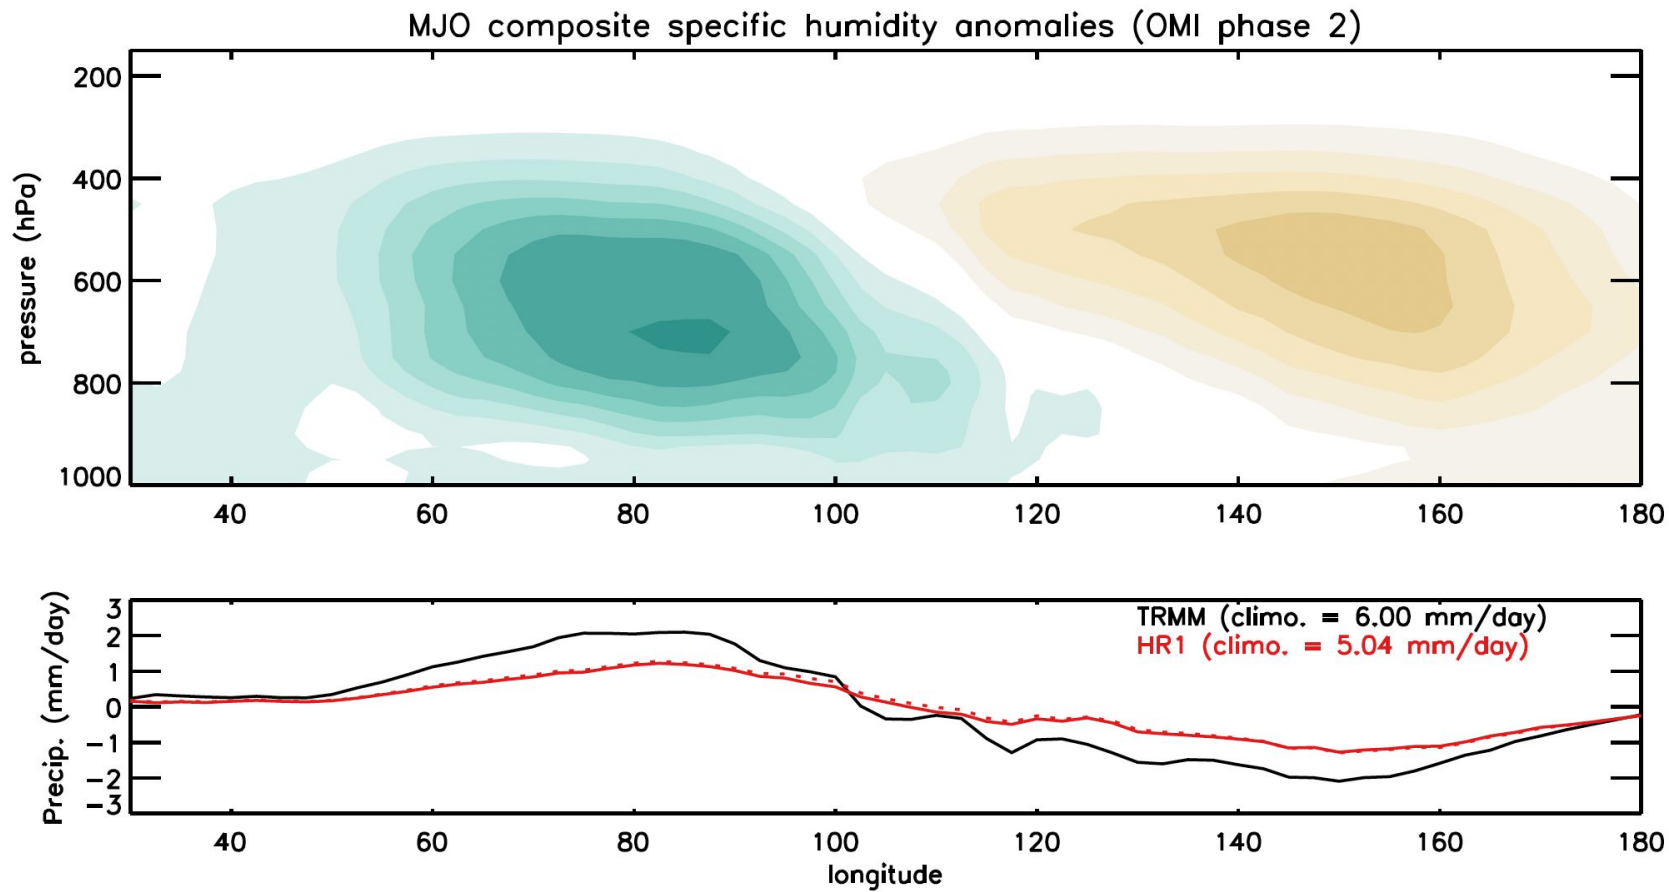 MJO composite specific humidity anomalies (OMI phase 2)
pressure (hPa)
200
400
600
800
1000
40 60 80 100 120 140 160 180
Precip. (mm/day)
3
2
1
0
−1
−2
−3
TRMM (climo. = 6.00 mm/day)
HR1 (climo. = 5.04 mm/day)
40 60 80 100 120 140 160 180
longitude